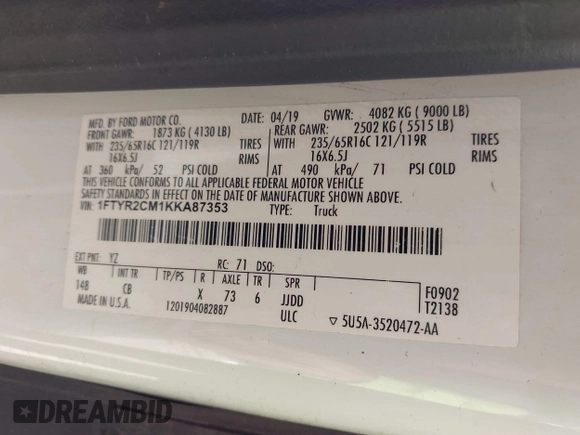 MFD. BY FORD MOTOR CO.
04/19 GVWR: 4082 KG ( 9000 LB)
FRONT GAWR: 1873 KG ( 4130 LB) REAR GAWR: 2502 KG ( 5515 LB)
WITH 235/65R16C 121/119R TIRES WITH 235/65R16C 121/119R TIRES
16X6.5J RIMS 16X6.5J RIMS
AT 360 kPa/ 52 PSI COLD AT 490 kPa/ 71 PSI COLD
THIS VEHICLE CONFORMS TO ALL APPLICABLE FEDERAL MOTOR VEHICLE
SAFETY STANDARDS IN EFFECT ON THE DATE OF MANUFACTURE SHOWN ABOVE.
VIN: 1FTYR2CM1KKA87353 TYPE: Truck
EXT PNT: YZ RC: 71 DSO:
WB INT TR TP/PS R AXLE TR SPR
148 CB X 73 6 JJDD
ULC
F0902
T2138
MADE IN U.S.A. 1201904082887
▽ 5U5A-3520472-AA
DREAMBID